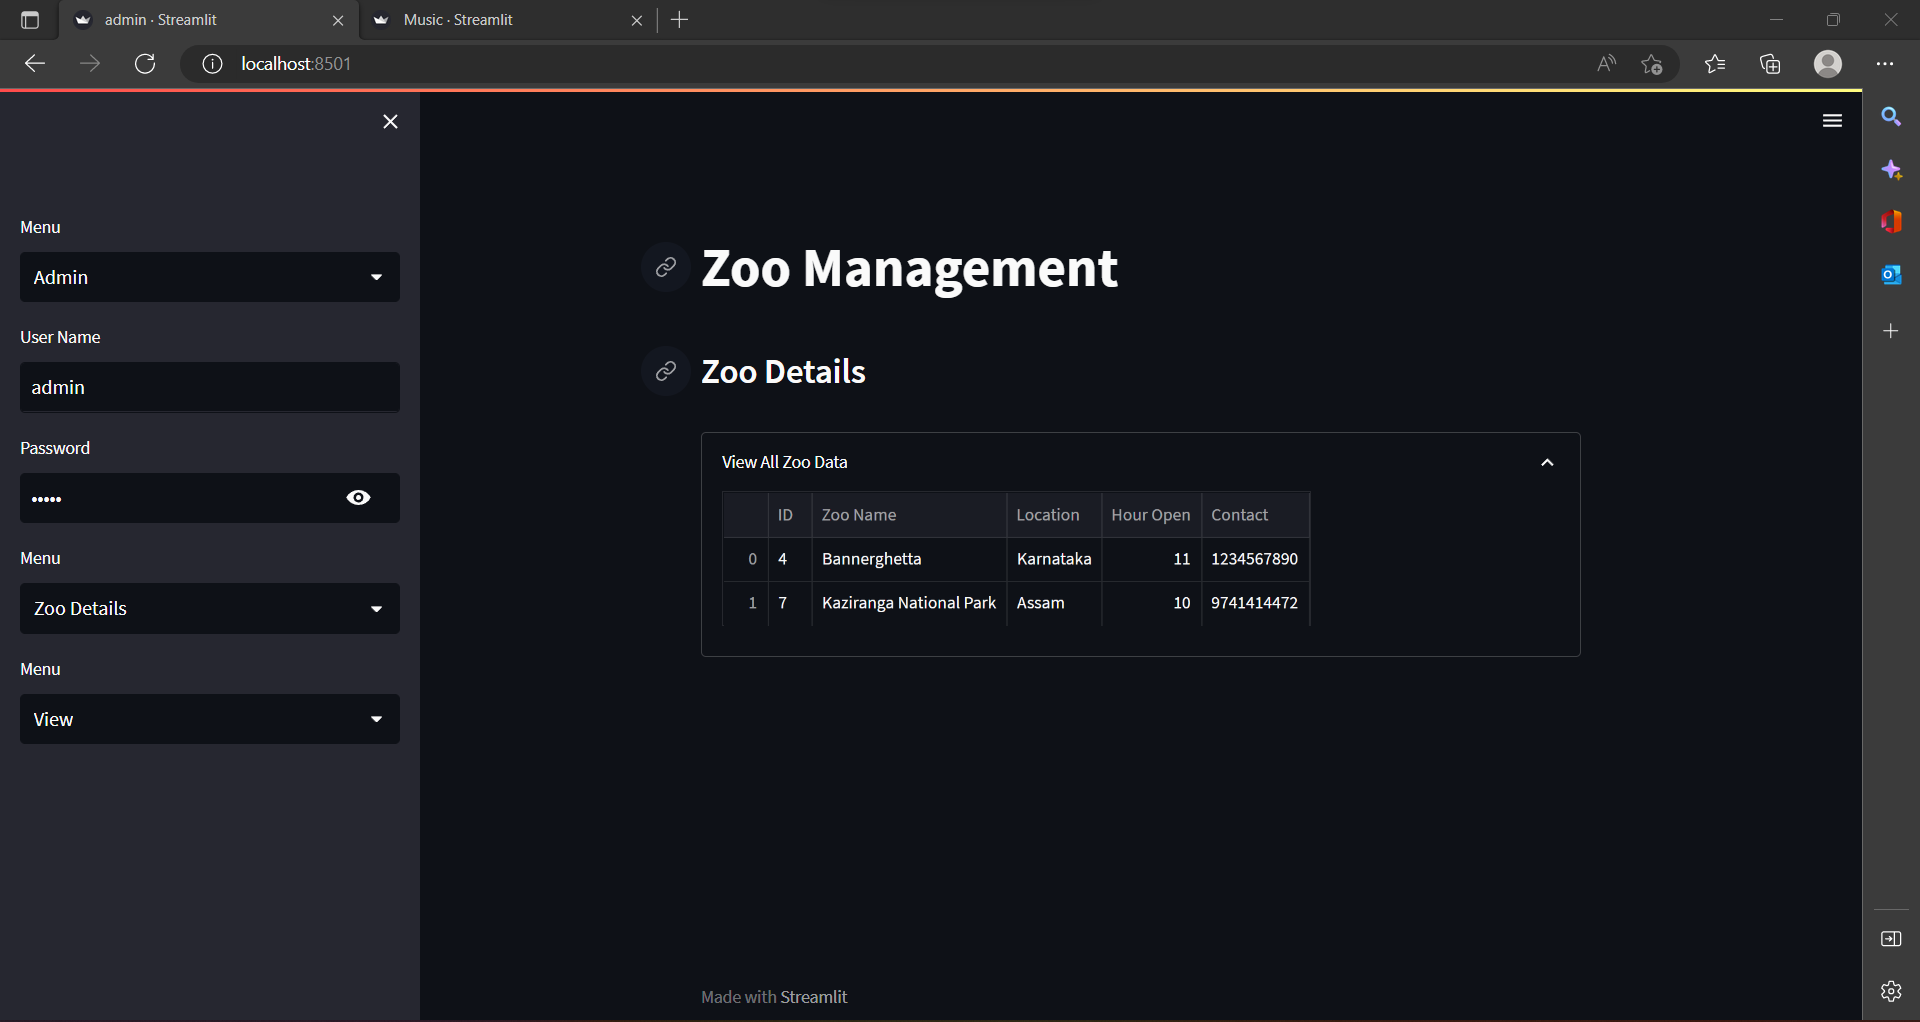 admin · Streamlit
Music · Streamlit
localhost:8501
Menu
Admin
User Name
admin
Password
•••••
Menu
Zoo Details
Menu
View
Zoo Management
Zoo Details
View All Zoo Data
ID Zoo Name Location Hour Open Contact
0 4 Bannerghetta Karnataka 11 1234567890
1 7 Kaziranga National Park Assam 10 9741414472
Made with Streamlit